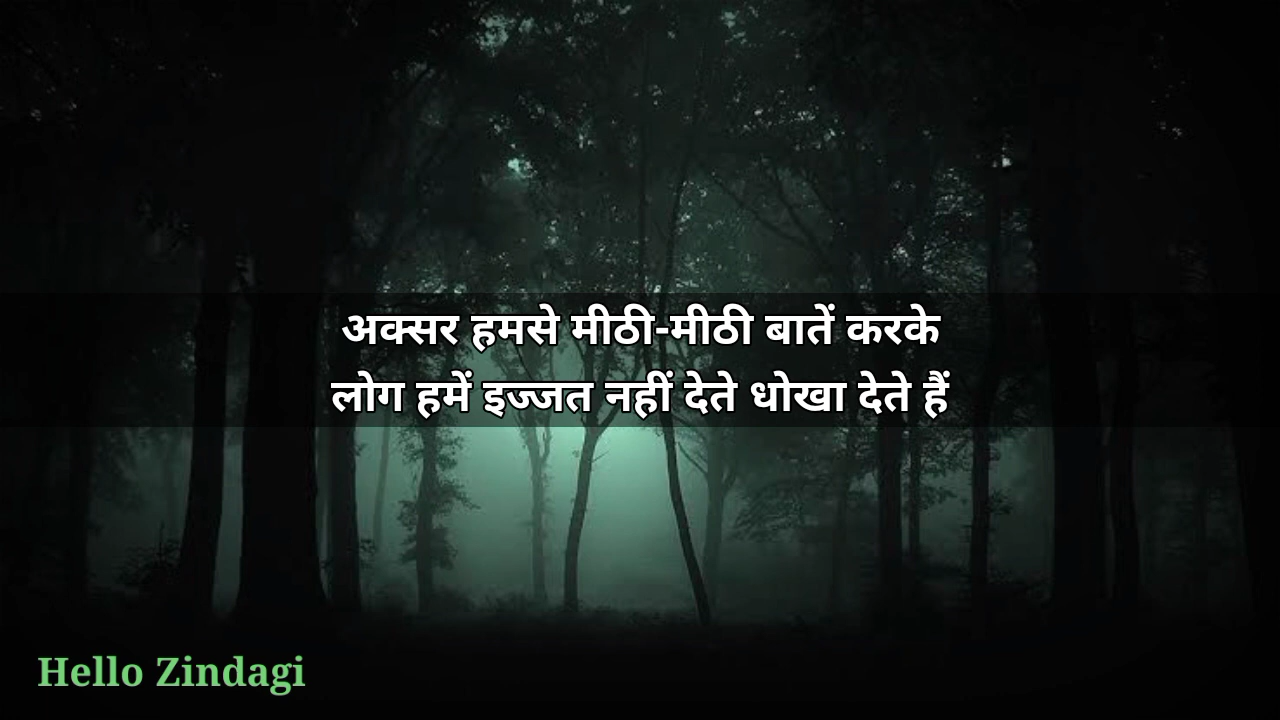 अक्सर हमसे मीठी-मीठी बातें करके
लोग हमें इज्जत नहीं देते धोखा देते हैं
Hello Zindagi